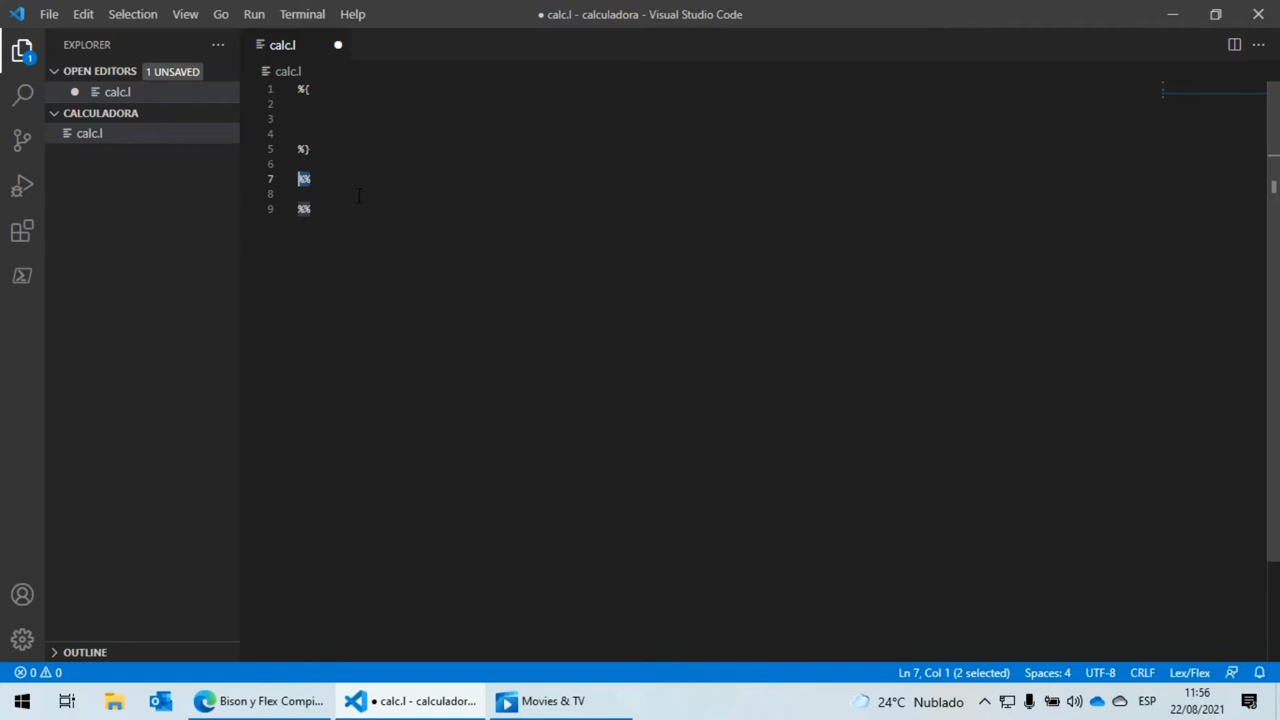 File Edit Selection View Go Run Terminal Help
● calc.l - calculadora - Visual Studio Code
EXPLORER
calc.l
OPEN EDITORS 1 UNSAVED
calc.l
CALCULADORA
calc.l
OUTLINE
calc.l
1 %{
2
3
4
5 %}
6
7 %%
8
9 %%
1
0 0
Ln 7, Col 1 (2 selected) Spaces: 4 UTF-8 CRLF Lex/Flex
Bison y Flex Compi...
● calc.l - calculador...
Movies & TV
24°C Nublado
ESP
11:56
22/08/2021